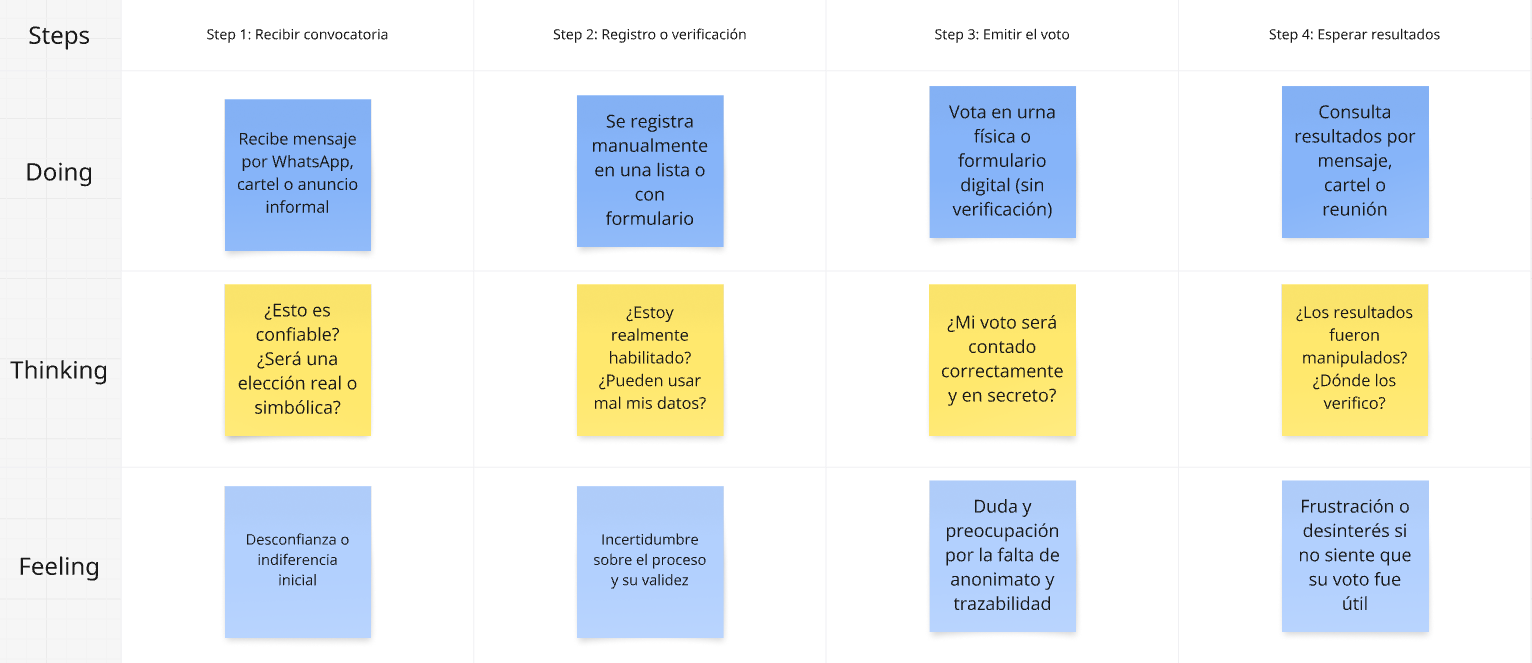 Steps
Step 1: Recibir convocatoria
Step 2: Registro o verificación
Step 3: Emitir el voto
Step 4: Esperar resultados
Doing
Recibe mensaje
por WhatsApp,
cartel o anuncio
informal
Se registra
manualmente
en una lista o
con
formulario
Vota en urna
física o
formulario
digital (sin
verificación)
Consulta
resultados por
mensaje,
cartel o
reunión
Thinking
¿Esto es
confiable?
¿Será una
elección real o
simbólica?
¿Estoy
realmente
habilitado?
¿Pueden usar
mal mis datos?
¿Mi voto será
contado
correctamente
y en secreto?
¿Los resultados
fueron
manipulados?
¿Dónde los
verifico?
Feeling
Desconfianza o
indiferencia
inicial
Incertidumbre
sobre el proceso
y su validez
Duda y
preocupación
por la falta de
anonimato y
trazabilidad
Frustración o
desinterés si
no siente que
su voto fue
útil